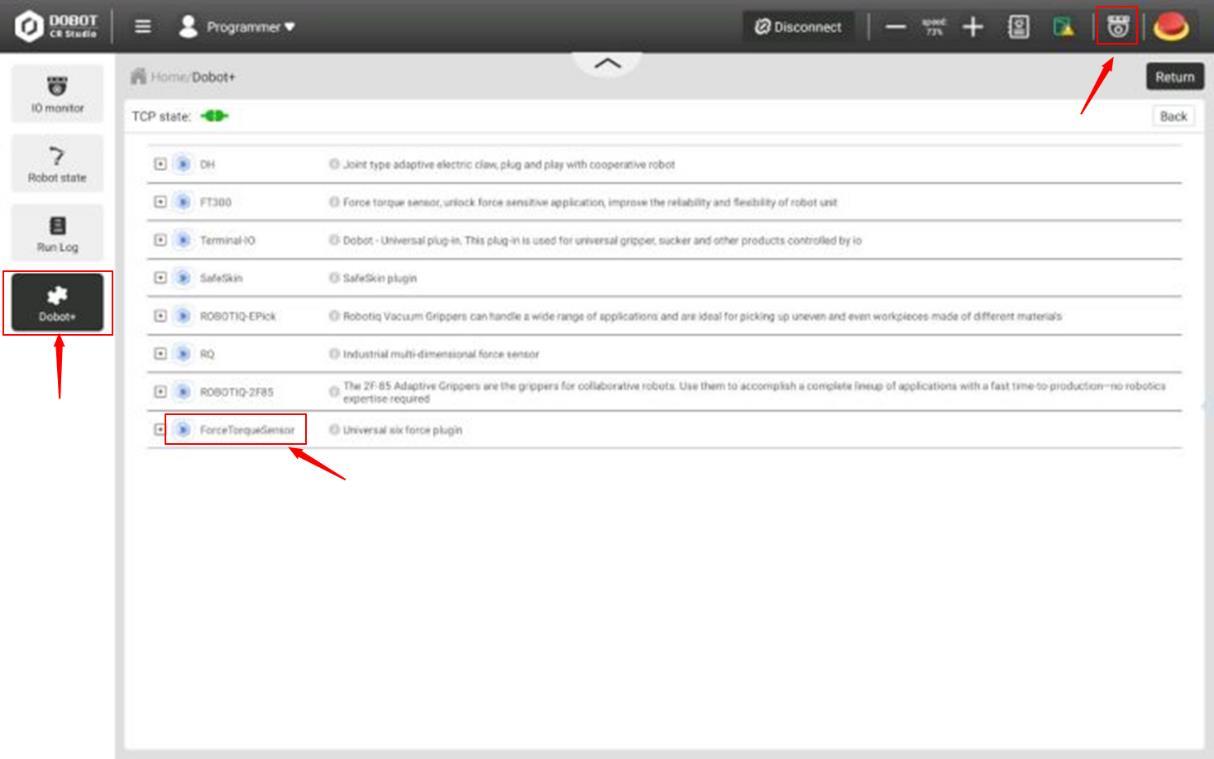 DOBOT
CR Studio
Programmer
Disconnect
speed:
73%
IO monitor
Robot state
Run Log
Dobot+
Home/Dobot+
Return
TCP state:
Back
DH Joint type adaptive electric claw, plug and play with cooperative robot
FT300 Force torque sensor, unlock force sensitive application, improve the reliability and flexibility of robot unit
Terminal-IO Dobot - Universal plug-in. This plug-in is used for universal gripper, sucker and other products controlled by io
SafeSkin SafeSkin plugin
ROBOTIQ-EPick Robotiq Vacuum Grippers can handle a wide range of applications and are ideal for picking up uneven and even workpieces made of different materials
RQ Industrial multi-dimensional force sensor
ROBOTIQ-2F85 The 2F-85 Adaptive Grippers are the grippers for collaborative robots. Use them to accomplish a complete lineup of applications with a fast time-to-production—no robotics
expertise required
ForceTorqueSensor Universal six force plugin